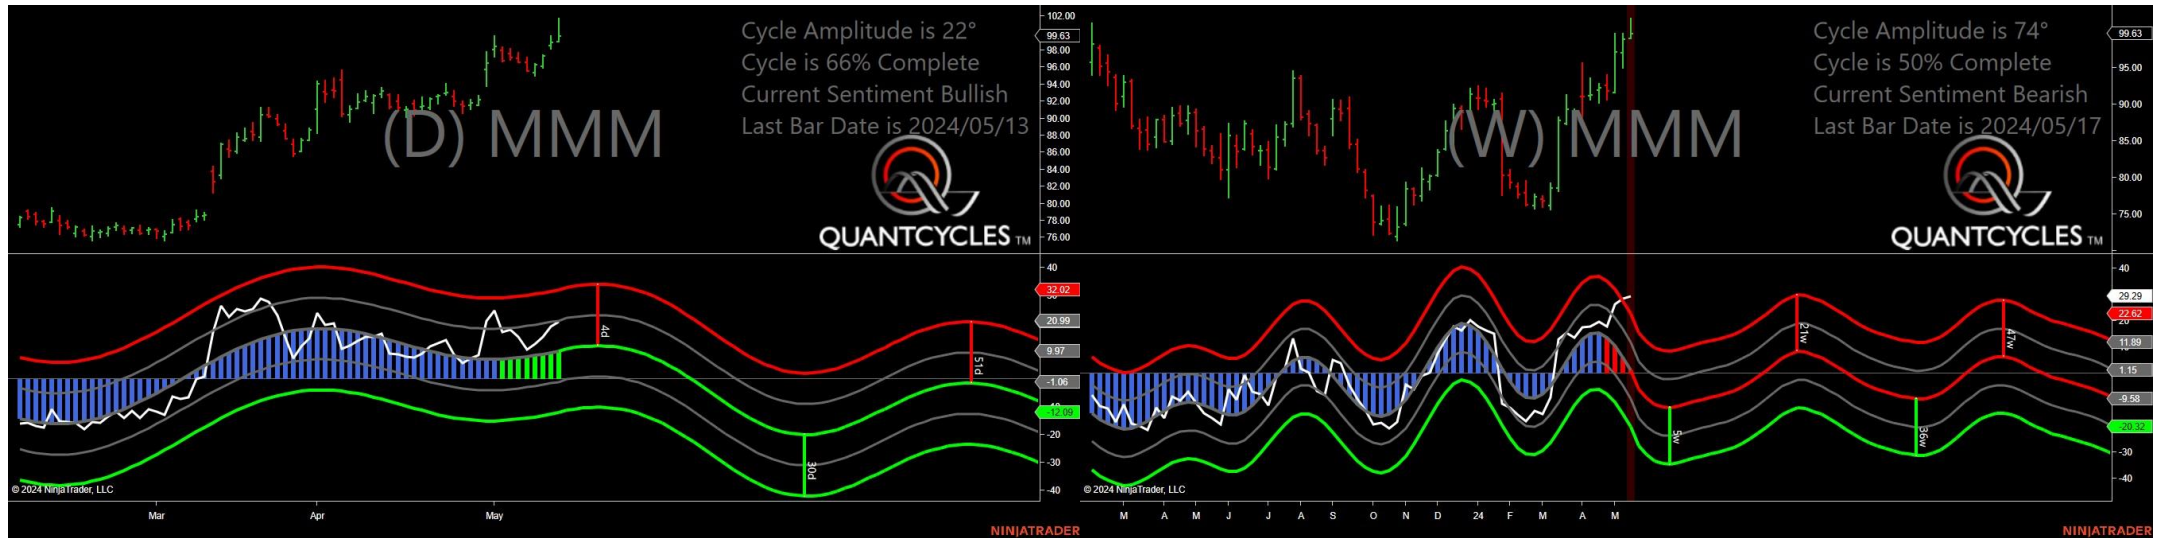 Cycle Amplitude is 22°
Cycle is 66% Complete
Current Sentiment Bullish
Last Bar Date is 2024/05/13
(D) MMM
QUANTCYCLES TM
102.00
99.63
98.00
96.00
94.00
92.00
90.00
88.00
86.00
84.00
82.00
80.00
78.00
76.00
40
32.02
20.99
9.97
-1.06
-12.09
-20
-30
-40
4d
30d
51d
© 2024 NinjaTrader, LLC
Mar Apr May
NINJATRADER
Cycle Amplitude is 74°
Cycle is 50% Complete
Current Sentiment Bearish
Last Bar Date is 2024/05/17
(W) MMM
QUANTCYCLES TM
99.63
95.00
90.00
85.00
80.00
75.00
40
29.29
22.62
11.89
1.15
-9.58
-20.32
-30
-40
5w
21w
36w
47w
© 2024 NinjaTrader, LLC
M A M J J A S O N D 24 F M A M
NINJATRADER